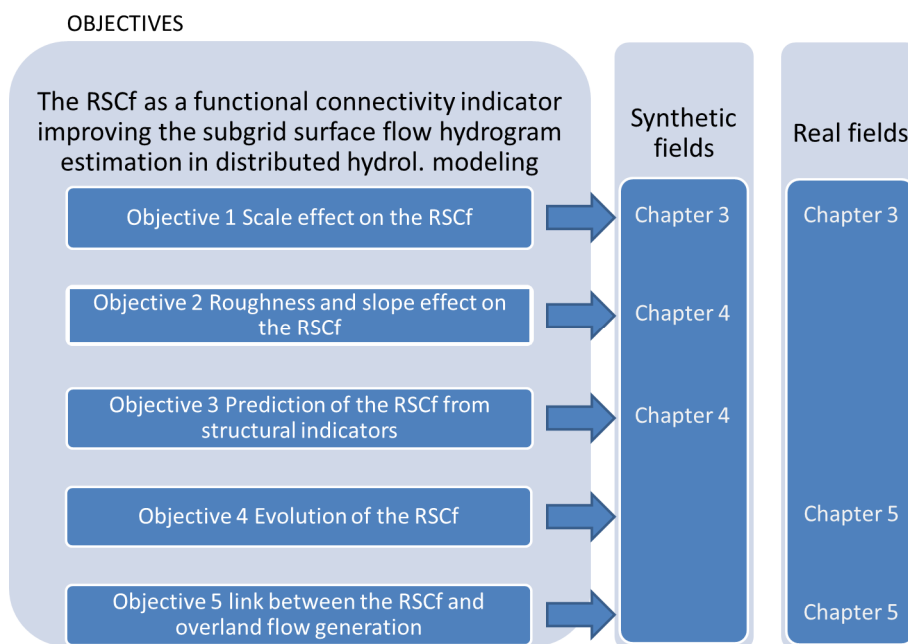 OBJECTIVES
The RSCf as a functional connectivity indicator
improving the subgrid surface flow hydrogram
estimation in distributed hydrol. modeling
Synthetic
fields
Real fields
Objective 1 Scale effect on the RSCf
Chapter 3
Chapter 3
Objective 2 Roughness and slope effect on
the RSCf
Chapter 4
Objective 3 Prediction of the RSCf from
structural indicators
Chapter 4
Objective 4 Evolution of the RSCf
Chapter 5
Objective 5 link between the RSCf and
overland flow generation
Chapter 5